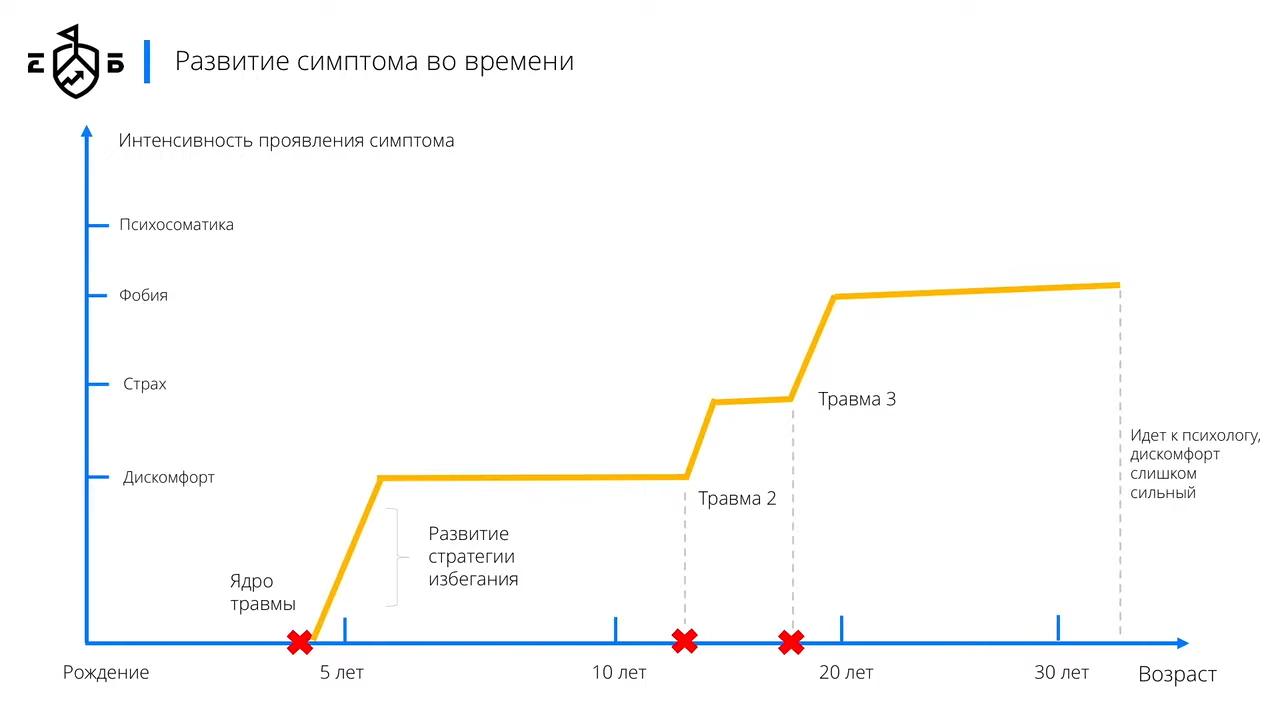 Ξ Б
Развитие симптома во времени
Интенсивность проявления симптома
Психосоматика
Фобия
Страх
Дискомфорт
Травма 3
Идет к психологу,
дискомфорт
слишком
сильный
Травма 2
Развитие
стратегии
избегания
Ядро
травмы
Рождение
5 лет
10 лет
20 лет
30 лет
Возраст